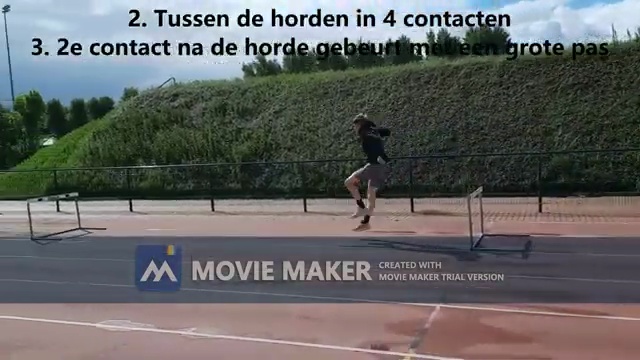 2. Tussen de horden in 4 contacten
3. 2e contact na de horde gebeurt met een grote pas
MOVIE MAKER
CREATED WITH
MOVIE MAKER TRIAL VERSION